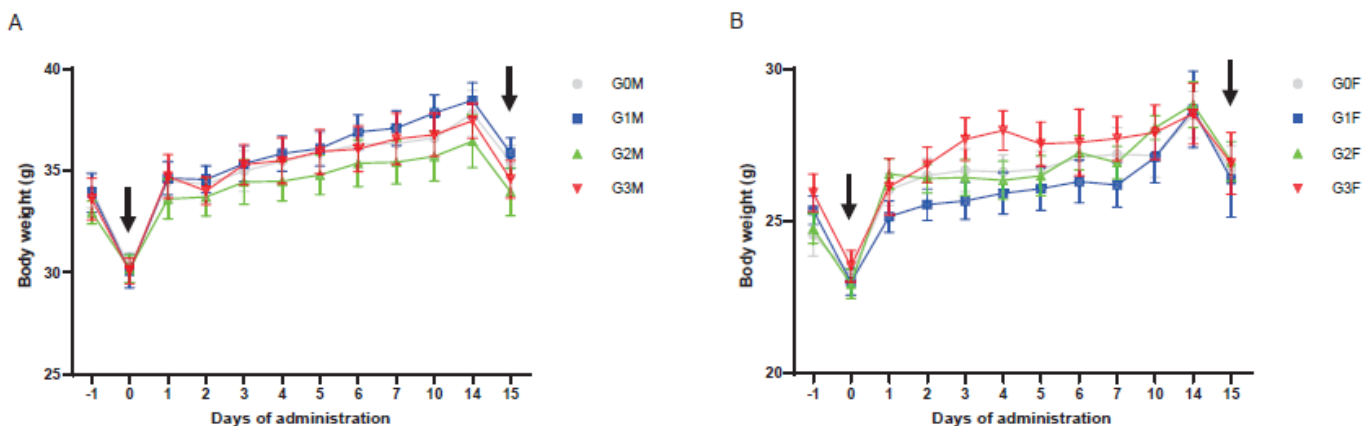 A
40
35
30
25
Body weight (g)
-1 0 1 2 3 4 5 6 7 10 14 15
Days of administration
G0M
G1M
G2M
G3M
B
30
25
20
Body weight (g)
-1 0 1 2 3 4 5 6 7 10 14 15
Days of administration
G0F
G1F
G2F
G3F